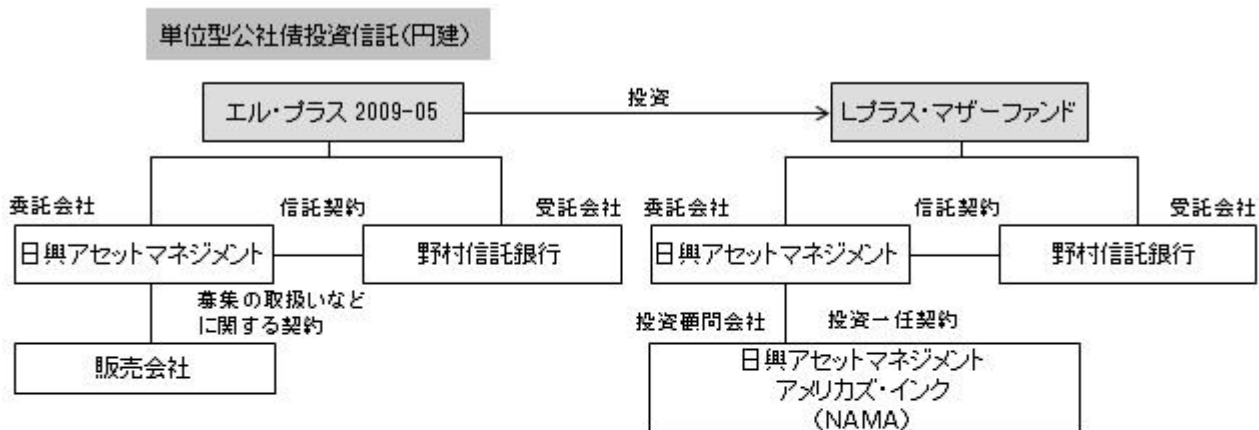 単位型公社債投資信託(円建)
エル・プラス 2009-05
投資
Lプラス・マザーファンド
委託会社
信託契約
受託会社
委託会社
信託契約
受託会社
日興アセットマネジメント
野村信託銀行
日興アセットマネジメント
野村信託銀行
募集の取扱いなど
に関する契約
投資顧問会社
投資一任契約
販売会社
日興アセットマネジメント
アメリカズ・インク
(NAMA)